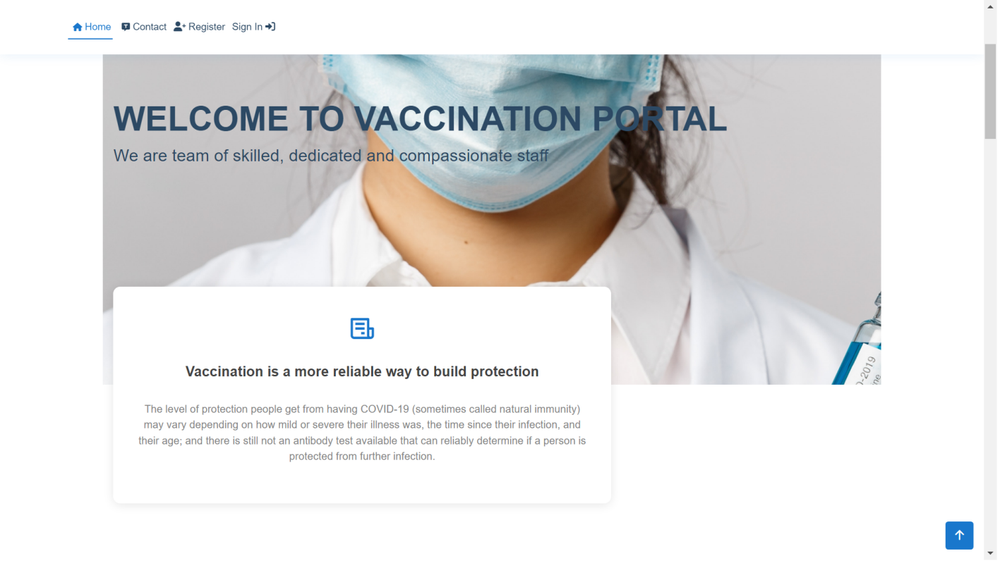 Home Contact Register Sign In
WELCOME TO VACCINATION PORTAL
We are team of skilled, dedicated and compassionate staff
Vaccination is a more reliable way to build protection
The level of protection people get from having COVID-19 (sometimes called natural immunity)
may vary depending on how mild or severe their illness was, the time since their infection, and
their age; and there is still not an antibody test available that can reliably determine if a person is
protected from further infection.
D-2019
ne